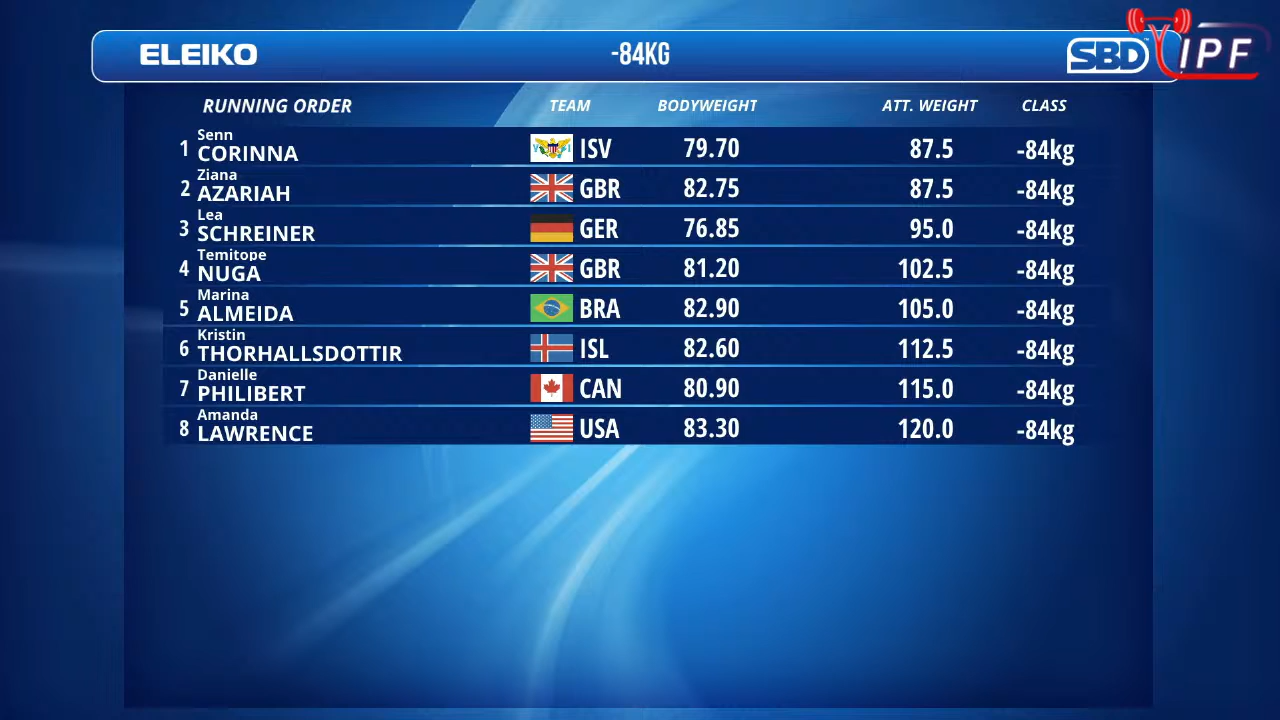 ELEIKO -84KG SBD IPF
RUNNING ORDER TEAM BODYWEIGHT ATT. WEIGHT CLASS
Senn
1 CORINNA ISV 79.70 87.5 -84kg
Ziana
2 AZARIAH GBR 82.75 87.5 -84kg
Lea
3 SCHREINER GER 76.85 95.0 -84kg
Temitope
4 NUGA GBR 81.20 102.5 -84kg
Marina
5 ALMEIDA BRA 82.90 105.0 -84kg
Kristin
6 THORHALLSDOTTIR ISL 82.60 112.5 -84kg
Danielle
7 PHILIBERT CAN 80.90 115.0 -84kg
Amanda
8 LAWRENCE USA 83.30 120.0 -84kg